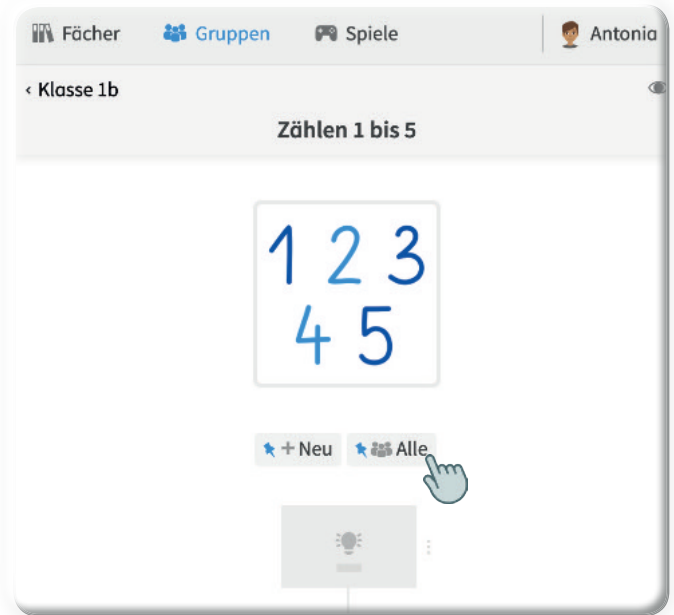 Fächer Gruppen Spiele Antonia
‹ Klasse 1b
Zählen 1 bis 5
1 2 3
4 5
+ Neu Alle